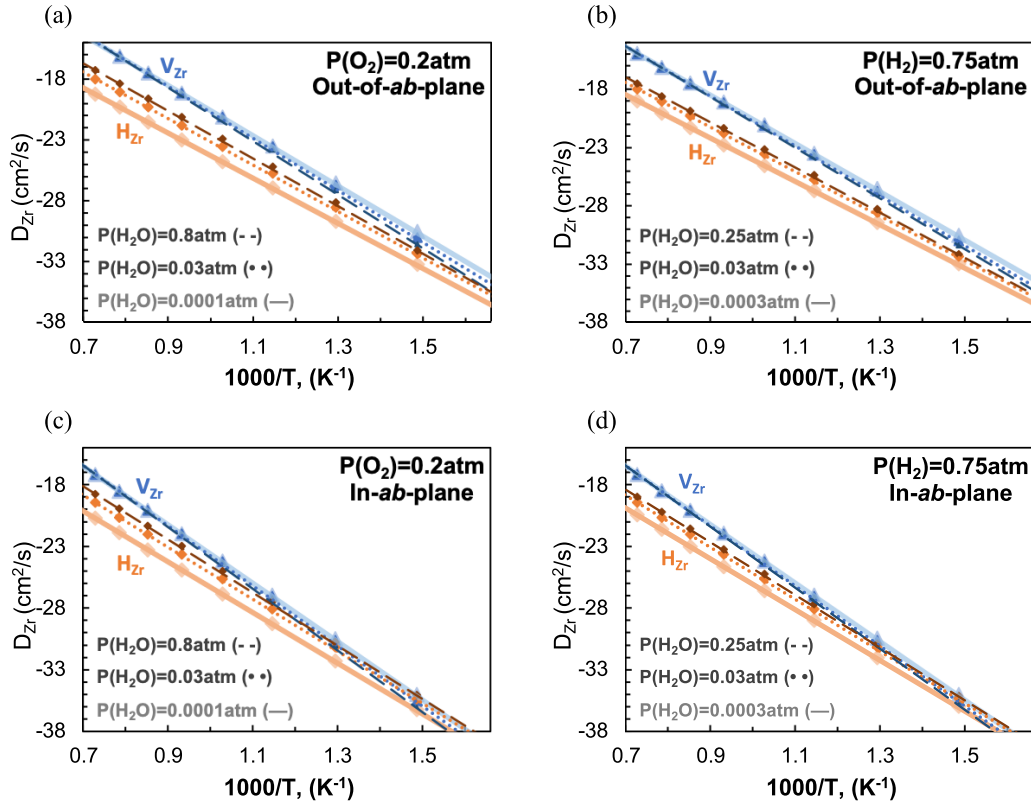 (a)
P(O2)=0.2atm
Out-of-ab-plane
VZr
HZr
DZr (cm2/s)
-18
-23
-28
-33
-38
P(H2O)=0.8atm (- -)
P(H2O)=0.03atm (• •)
P(H2O)=0.0001atm (—)
0.7 0.9 1.1 1.3 1.5
1000/T, (K-1)
(b)
P(H2)=0.75atm
Out-of-ab-plane
VZr
HZr
DZr (cm2/s)
-18
-23
-28
-33
-38
P(H2O)=0.25atm (- -)
P(H2O)=0.03atm (• •)
P(H2O)=0.0003atm (—)
0.7 0.9 1.1 1.3 1.5
1000/T, (K-1)
(c)
P(O2)=0.2atm
In-ab-plane
VZr
HZr
DZr (cm2/s)
-18
-23
-28
-33
-38
P(H2O)=0.8atm (- -)
P(H2O)=0.03atm (• •)
P(H2O)=0.0001atm (—)
0.7 0.9 1.1 1.3 1.5
1000/T, (K-1)
(d)
P(H2)=0.75atm
In-ab-plane
VZr
HZr
DZr (cm2/s)
-18
-23
-28
-33
-38
P(H2O)=0.25atm (- -)
P(H2O)=0.03atm (• •)
P(H2O)=0.0003atm (—)
0.7 0.9 1.1 1.3 1.5
1000/T, (K-1)